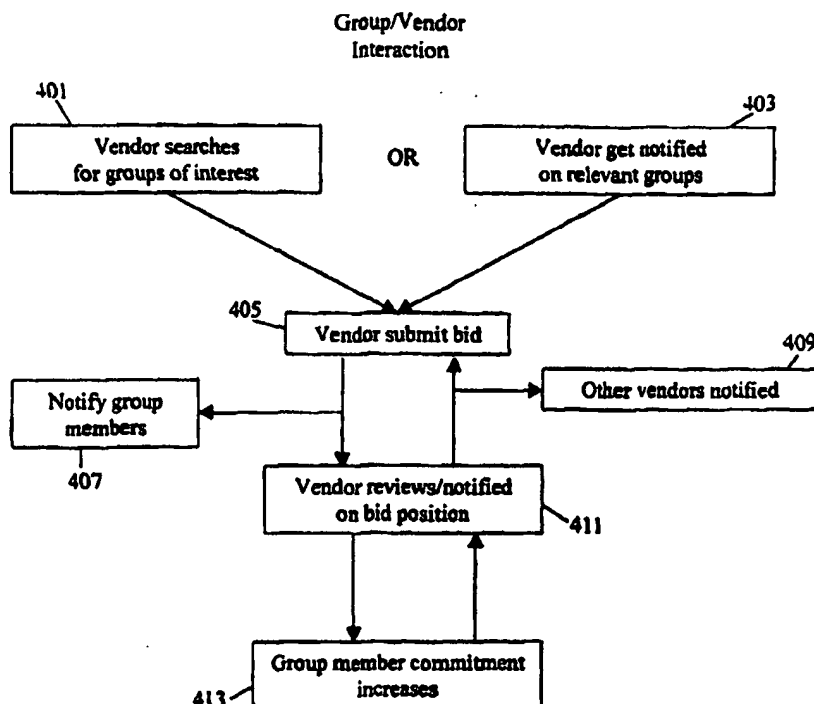 Group/Vendor
Interaction
401
403
Vendor searches
for groups of interest
OR
Vendor get notified
on relevant groups
405
Vendor submit bid
409
Other vendors notified
Notify group
members
407
Vendor reviews/notified
on bid position
411
Group member commitment
increases
413